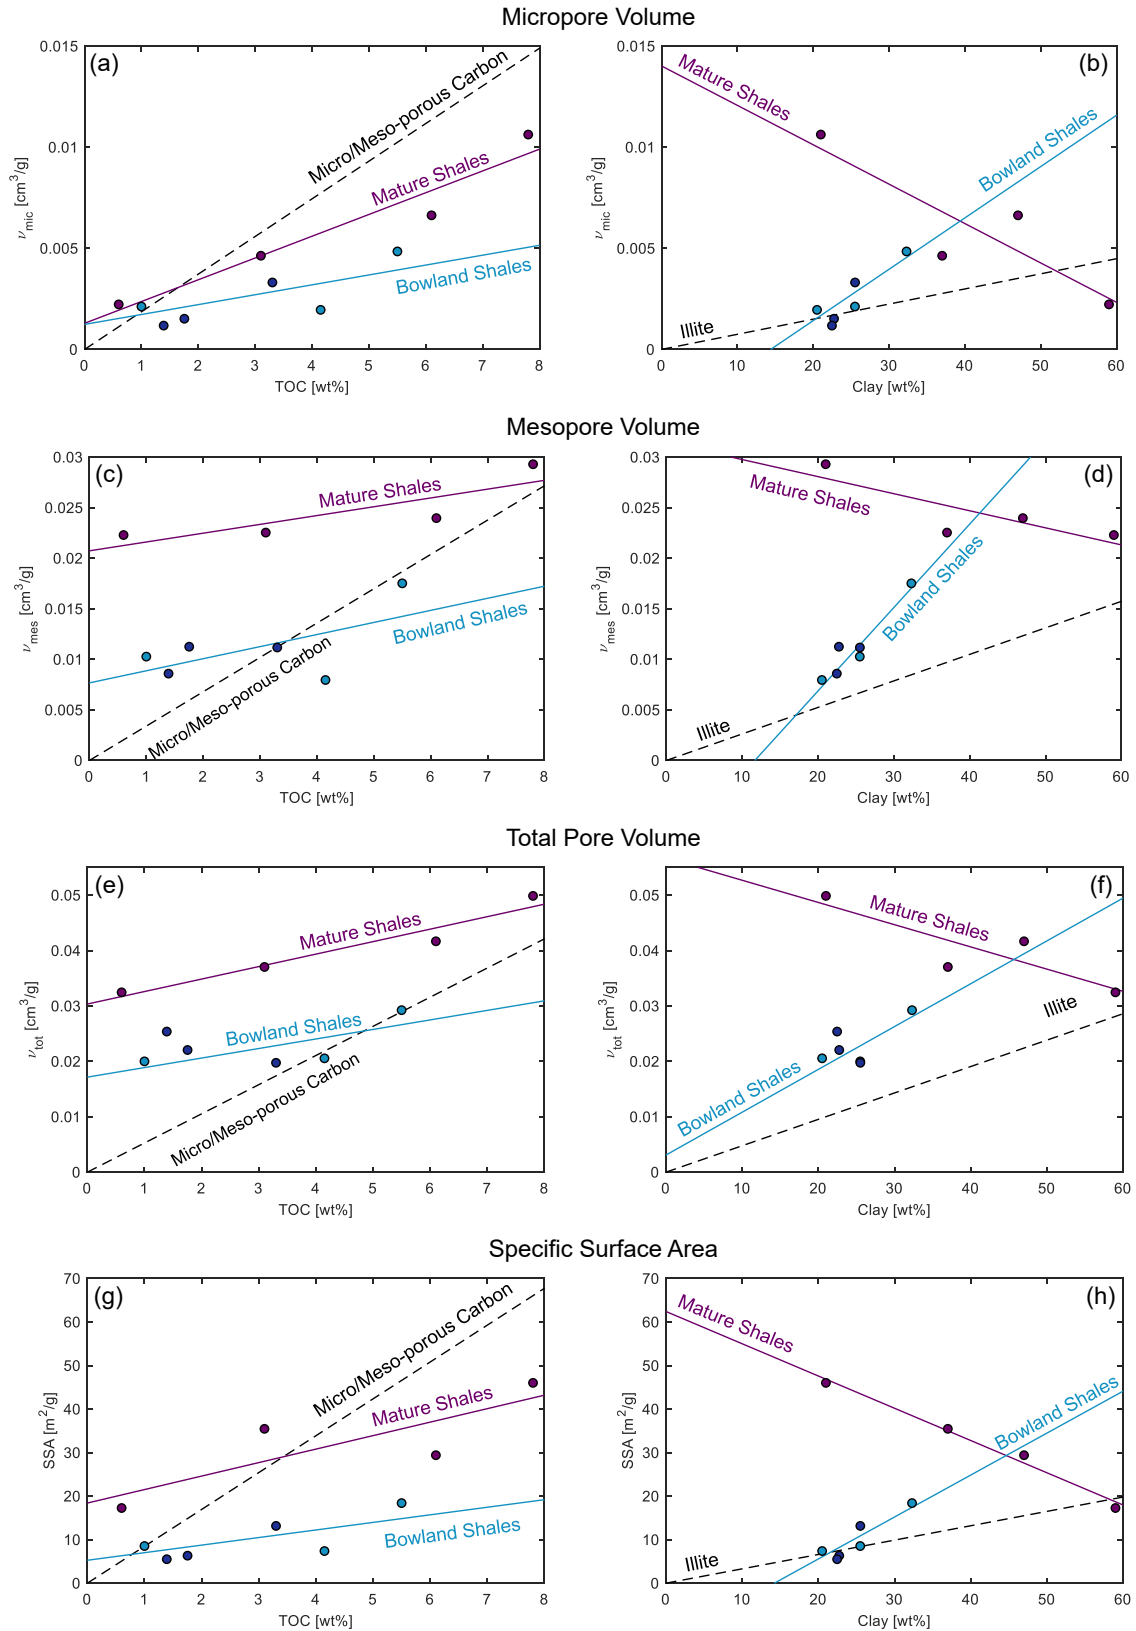 Micropore Volume
(a)
0.015
0.01
0.005
0
ν_mic [cm³/g]
Micro/Meso-porous Carbon
Mature Shales
Bowland Shales
0 1 2 3 4 5 6 7 8
TOC [wt%]
(b)
0.015
0.01
0.005
0
ν_mic [cm³/g]
Mature Shales
Bowland Shales
Illite
0 10 20 30 40 50 60
Clay [wt%]
Mesopore Volume
(c)
0.03
0.025
0.02
0.015
0.01
0.005
0
ν_mes [cm³/g]
Mature Shales
Bowland Shales
Micro/Meso-porous Carbon
0 1 2 3 4 5 6 7 8
TOC [wt%]
(d)
0.03
0.025
0.02
0.015
0.01
0.005
0
ν_mes [cm³/g]
Mature Shales
Bowland Shales
Illite
0 10 20 30 40 50 60
Clay [wt%]
Total Pore Volume
(e)
0.05
0.04
0.03
0.02
0.01
0
ν_tot [cm³/g]
Mature Shales
Bowland Shales
Micro/Meso-porous Carbon
0 1 2 3 4 5 6 7 8
TOC [wt%]
(f)
0.05
0.04
0.03
0.02
0.01
0
ν_tot [cm³/g]
Mature Shales
Illite
Bowland Shales
0 10 20 30 40 50 60
Clay [wt%]
Specific Surface Area
(g)
70
60
50
40
30
20
10
0
SSA [m²/g]
Micro/Meso-porous Carbon
Mature Shales
Bowland Shales
0 1 2 3 4 5 6 7 8
TOC [wt%]
(h)
70
60
50
40
30
20
10
0
SSA [m²/g]
Mature Shales
Bowland Shales
Illite
0 10 20 30 40 50 60
Clay [wt%]